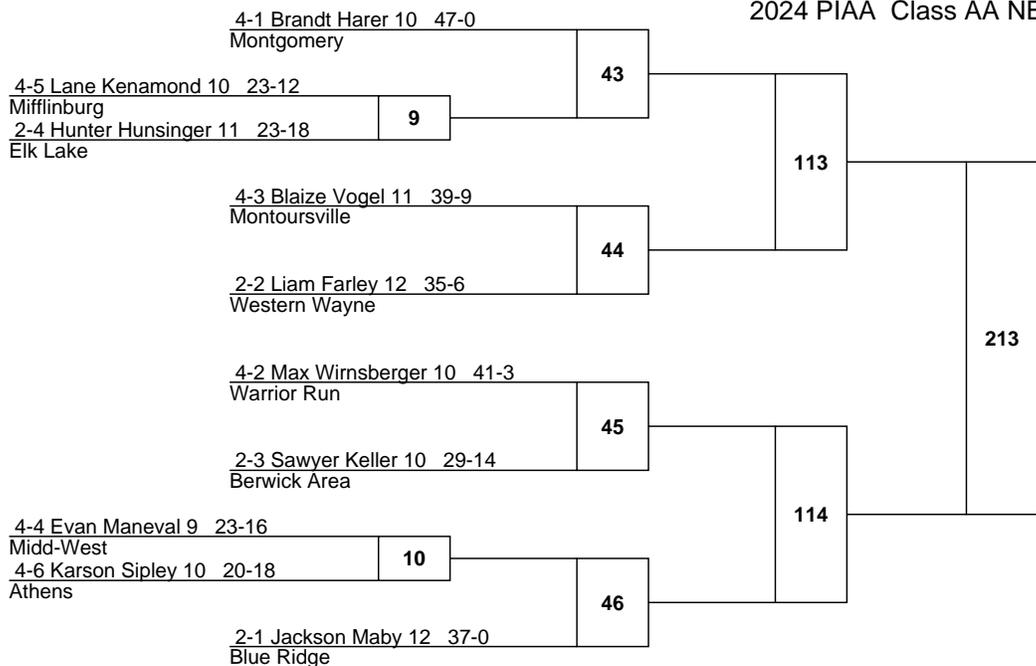 2024 PIAA  Class AA NE
4-1 Brandt Harer 10   47-0
Montgomery
43
4-5 Lane Kenamond 10   23-12
Mifflinburg
9
2-4 Hunter Hunsinger 11   23-18
Elk Lake
113
4-3 Blaize Vogel 11   39-9
Montoursville
44
2-2 Liam Farley 12   35-6
Western Wayne
213
4-2 Max Wirnsberger 10   41-3
Warrior Run
45
2-3 Sawyer Keller 10   29-14
Berwick Area
114
4-4 Evan Maneval 9   23-16
Midd-West
10
4-6 Karson Sipley 10   20-18
Athens
46
2-1 Jackson Maby 12   37-0
Blue Ridge